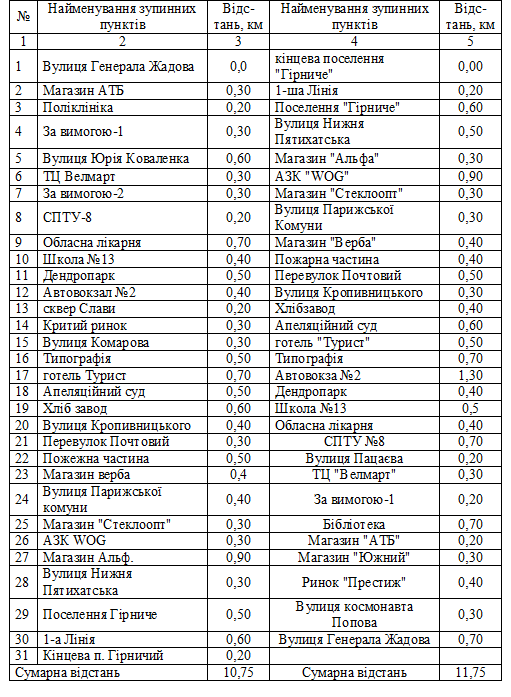 № Найменування зупинних пунктів Відс-тань, км Найменування зупинних пунктів Відс-тань, км
1 2 3 4 5
1 Вулиця Генерала Жадова 0,0 кінцева поселення "Гірниче" 0,00
2 Магазин АТБ 0,30 1-ша Лінія 0,20
3 Поліклініка 0,20 Поселення "Гірниче" 0,60
4 За вимогою-1 0,30 Вулиця Нижня Пятихатська 0,50
5 Вулиця Юрія Коваленка 0,60 Магазин "Альфа" 0,30
6 ТЦ Велмарт 0,30 АЗК "WOG" 0,90
7 За вимогою-2 0,30 Магазин "Стеклоопт" 0,30
8 СПТУ-8 0,20 Вулиця Парижської Комуни 0,30
9 Обласна лікарня 0,70 Магазин "Верба" 0,40
10 Школа №13 0,40 Пожарна частина 0,40
11 Дендропарк 0,50 Перевулок Почтовий 0,50
12 Автовокзал №2 0,40 Вулиця Кропивницького 0,30
13 сквер Слави 0,20 Хлібзавод 0,40
14 Критий ринок 0,30 Апеляційний суд 0,60
15 Вулиця Комарова 0,30 готель "Турист" 0,50
16 Типографія 0,50 Типографія 0,70
17 готель Турист 0,70 Автовокза №2 1,30
18 Апеляційний суд 0,50 Дендропарк 0,40
19 Хліб завод 0,60 Школа №13 0,5
20 Вулиця Кропивницького 0,40 Обласна лікарня 0,40
21 Перевулок Почтовий 0,30 СПТУ №8 0,70
22 Пожежна частина 0,50 Вулиця Пацаєва 0,20
23 Магазин верба 0,4 ТЦ "Велмарт" 0,30
24 Вулиця Парижської комуни 0,40 За вимогою-1 0,20
25 Магазин "Стеклоопт" 0,30 Бібліотека 0,70
26 АЗК WOG 0,30 Магазин "АТБ" 0,20
27 Магазин Альф. 0,90 Магазин "Южний" 0,30
28 Вулиця Нижня Пятихатська 0,30 Ринок "Престиж" 0,40
29 Поселення Гірниче 0,50 Вулиця космонавта Попова 0,30
30 1-а Лінія 0,60 Вулиця Генерала Жадова 0,70
31 Кінцева п. Гірничий 0,20
Сумарна відстань 10,75 Сумарна відстань 11,75